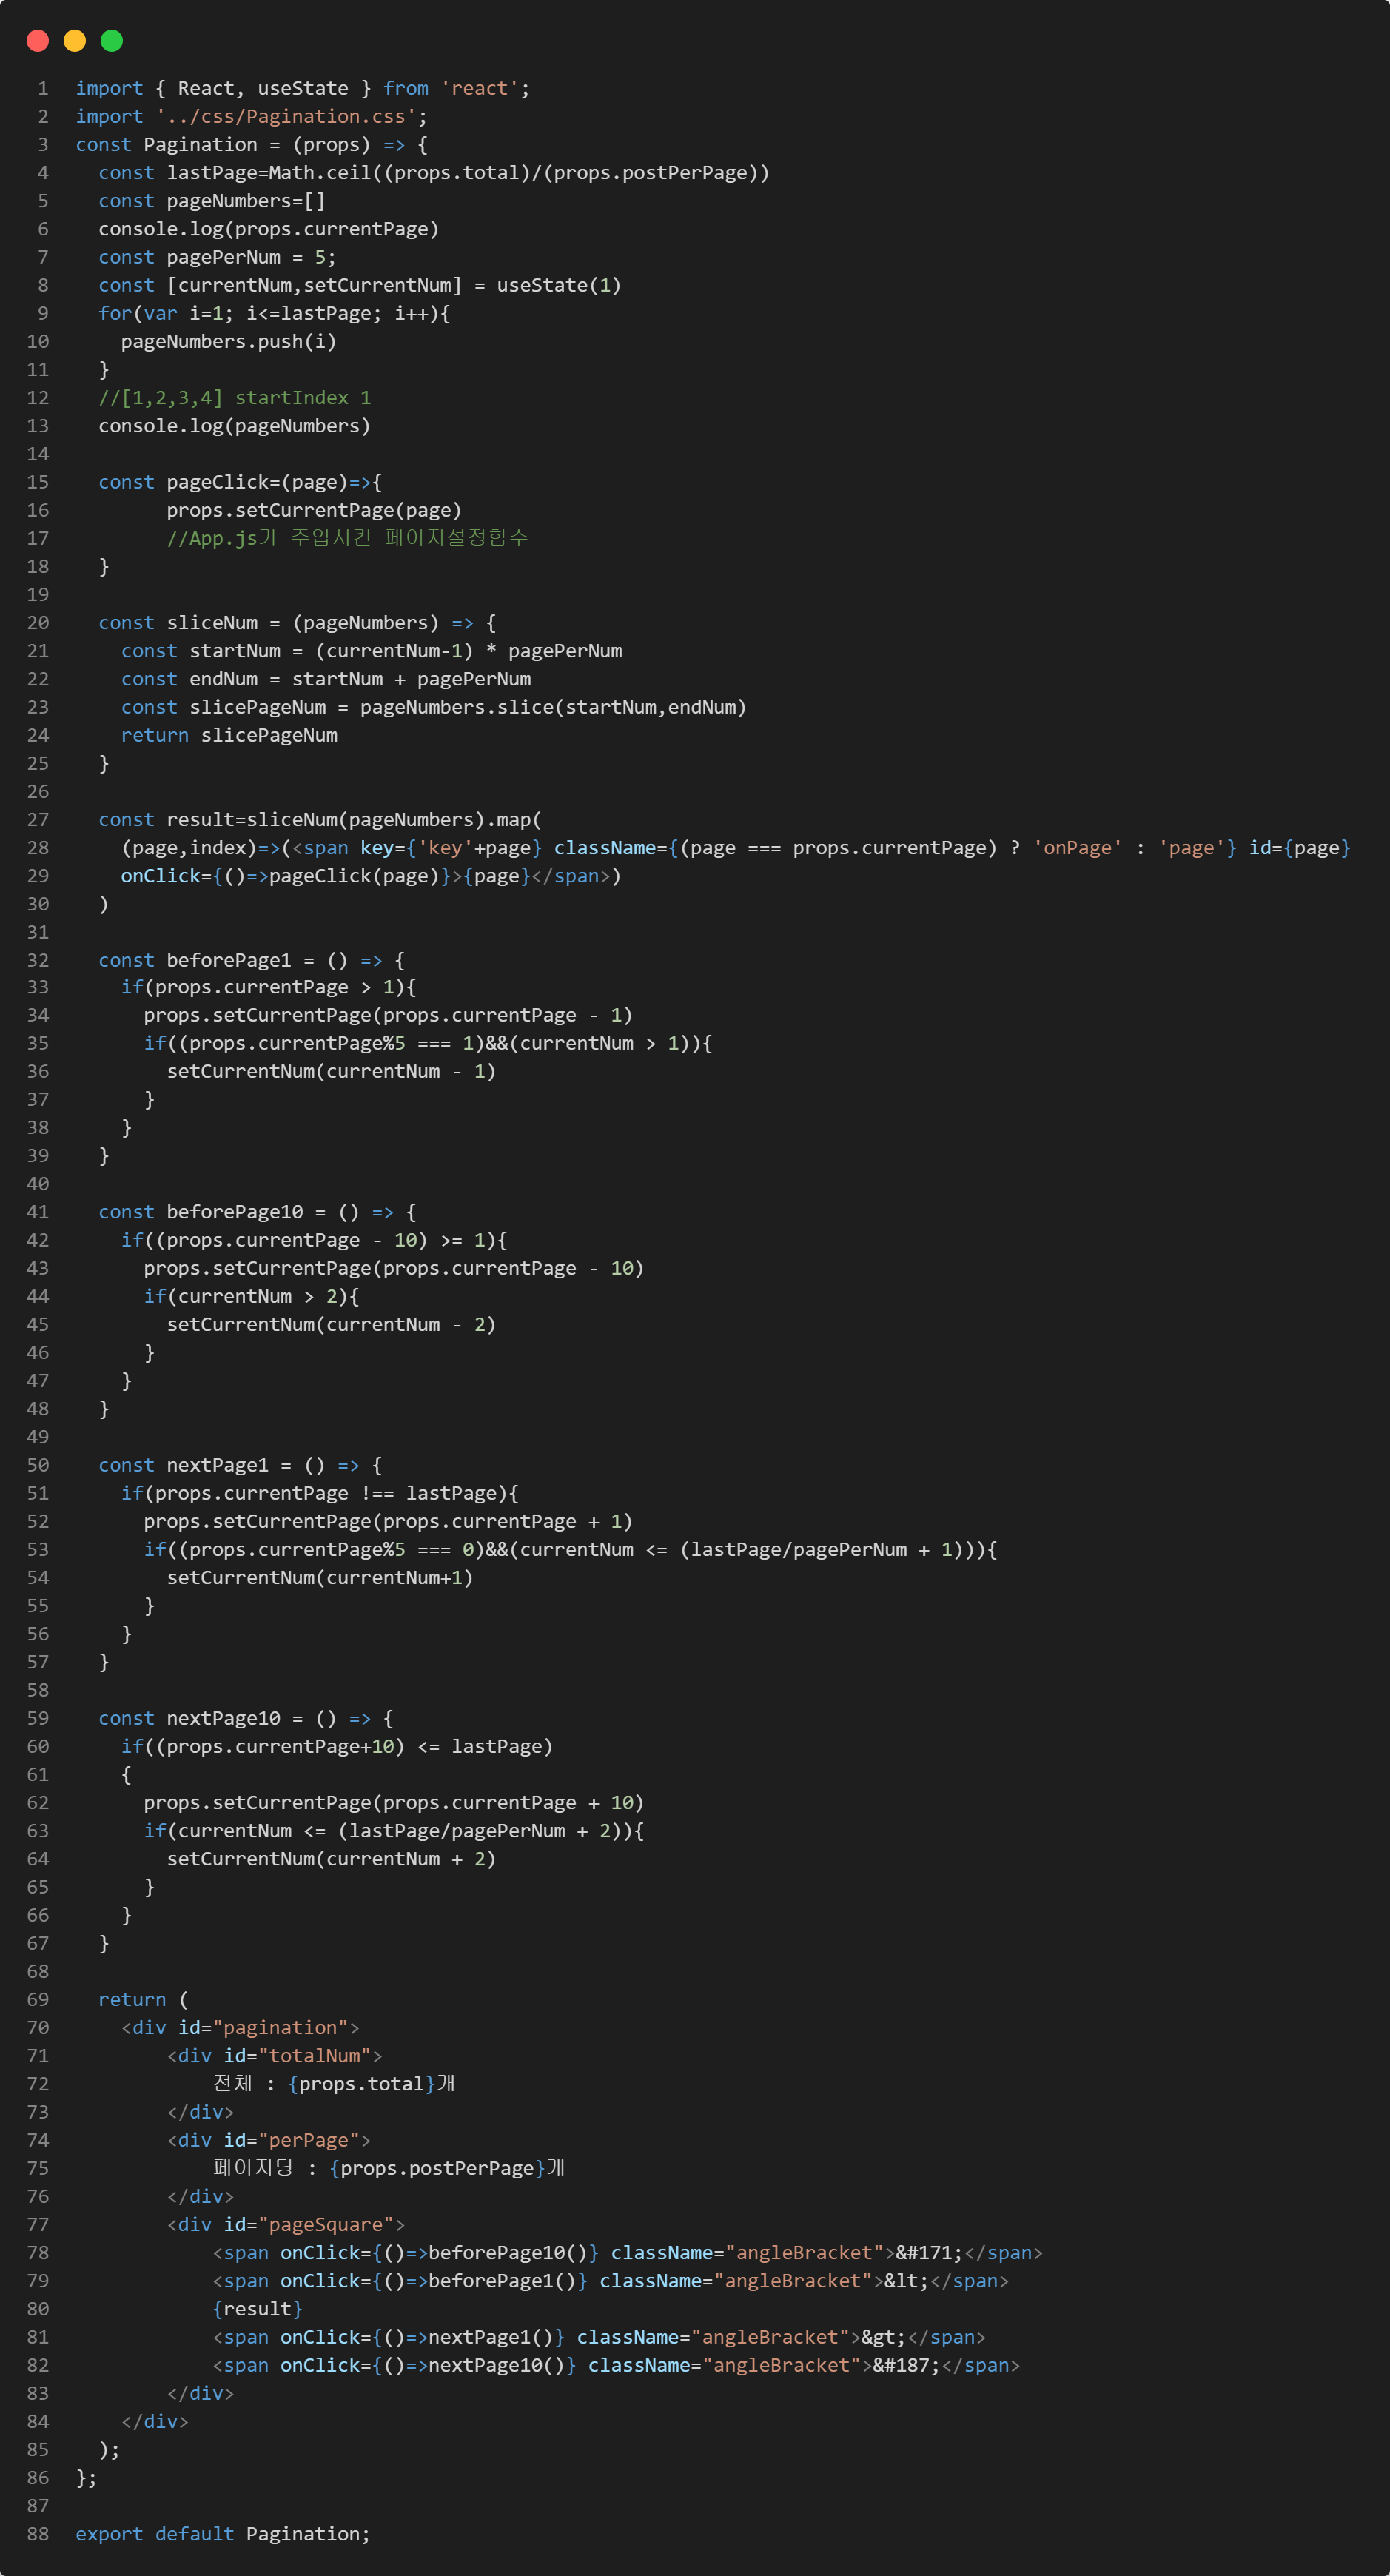 1 import { React, useState } from 'react';
2 import '../css/Pagination.css';
3 const Pagination = (props) => {
4   const lastPage=Math.ceil((props.total)/(props.postPerPage))
5   const pageNumbers=[]
6   console.log(props.currentPage)
7   const pagePerNum = 5;
8   const [currentNum,setCurrentNum] = useState(1)
9   for(var i=1; i<=lastPage; i++){
10     pageNumbers.push(i)
11   }
12   //[1,2,3,4] startIndex 1
13   console.log(pageNumbers)
14
15   const pageClick=(page)=>{
16         props.setCurrentPage(page)
17         //App.js가 주입시킨 페이지설정함수
18   }
19
20   const sliceNum = (pageNumbers) => {
21     const startNum = (currentNum-1) * pagePerNum
22     const endNum = startNum + pagePerNum
23     const slicePageNum = pageNumbers.slice(startNum,endNum)
24     return slicePageNum
25   }
26
27   const result=sliceNum(pageNumbers).map(
28     (page,index)=>(<span key={'key'+page} className={(page === props.currentPage) ? 'onPage' : 'page'} id={page}
29     onClick={()=>pageClick(page)}>{page}</span>)
30   )
31
32   const beforePage1 = () => {
33     if(props.currentPage > 1){
34       props.setCurrentPage(props.currentPage - 1)
35       if((props.currentPage%5 === 1)&&(currentNum > 1)){
36         setCurrentNum(currentNum - 1)
37       }
38     }
39   }
40
41   const beforePage10 = () => {
42     if((props.currentPage - 10) >= 1){
43       props.setCurrentPage(props.currentPage - 10)
44       if(currentNum > 2){
45         setCurrentNum(currentNum - 2)
46       }
47     }
48   }
49
50   const nextPage1 = () => {
51     if(props.currentPage !== lastPage){
52       props.setCurrentPage(props.currentPage + 1)
53       if((props.currentPage%5 === 0)&&(currentNum <= (lastPage/pagePerNum + 1))){
54         setCurrentNum(currentNum+1)
55       }
56     }
57   }
58
59   const nextPage10 = () => {
60     if((props.currentPage+10) <= lastPage)
61     {
62       props.setCurrentPage(props.currentPage + 10)
63       if(currentNum <= (lastPage/pagePerNum + 2)){
64         setCurrentNum(currentNum + 2)
65       }
66     }
67   }
68
69   return (
70     <div id="pagination">
71         <div id="totalNum">
72             전체 : {props.total}개
73         </div>
74         <div id="perPage">
75             페이지당 : {props.postPerPage}개
76         </div>
77         <div id="pageSquare">
78             <span onClick={()=>beforePage10()} className="angleBracket">&#171;</span>
79             <span onClick={()=>beforePage1()} className="angleBracket">&lt;</span>
80             {result}
81             <span onClick={()=>nextPage1()} className="angleBracket">&gt;</span>
82             <span onClick={()=>nextPage10()} className="angleBracket">&#187;</span>
83         </div>
84     </div>
85   );
86 };
87
88 export default Pagination;